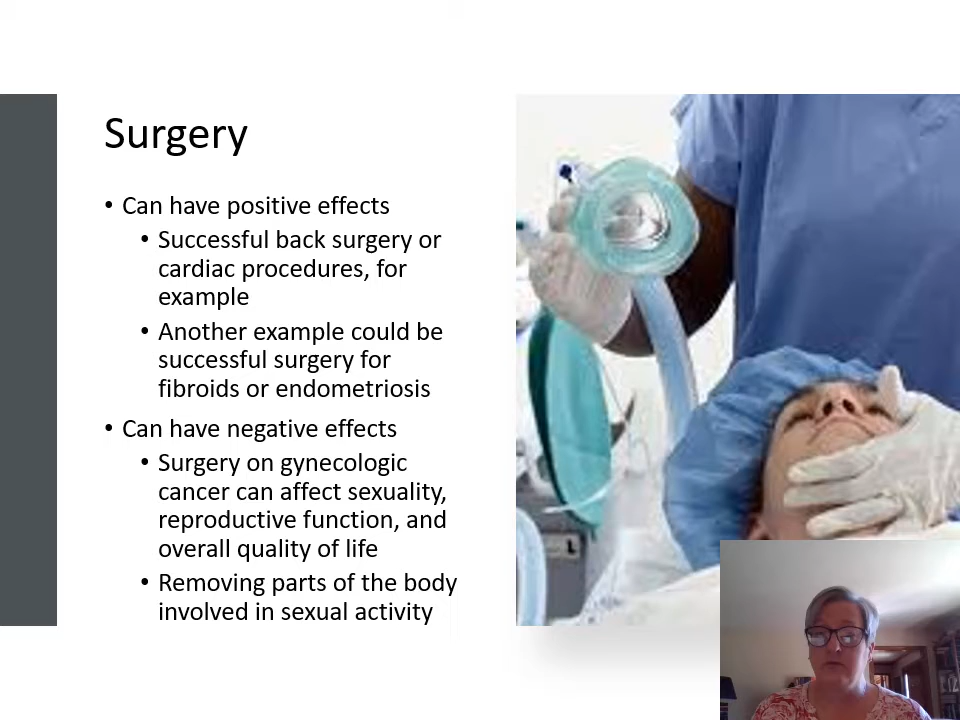 Surgery
• Can have positive effects
• Successful back surgery or
cardiac procedures, for
example
• Another example could be
successful surgery for
fibroids or endometriosis
• Can have negative effects
• Surgery on gynecologic
cancer can affect sexuality,
reproductive function, and
overall quality of life
• Removing parts of the body
involved in sexual activity